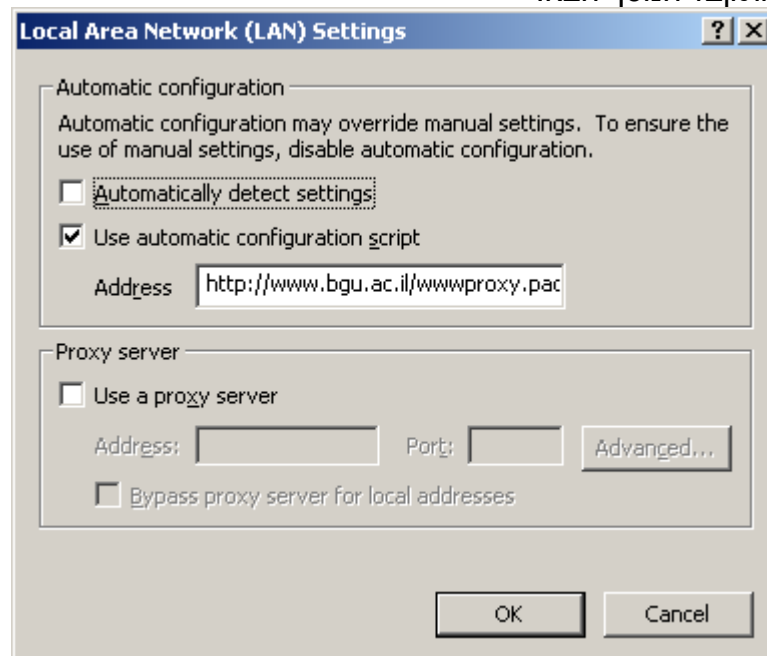 Local Area Network (LAN) Settings
Automatic configuration
Automatic configuration may override manual settings. To ensure the
use of manual settings, disable automatic configuration.
Automatically detect settings
Use automatic configuration script
Address http://www.bgu.ac.il/wwwproxy.pac
Proxy server
Use a proxy server
Address: Port: Advanced...
Bypass proxy server for local addresses
OK Cancel